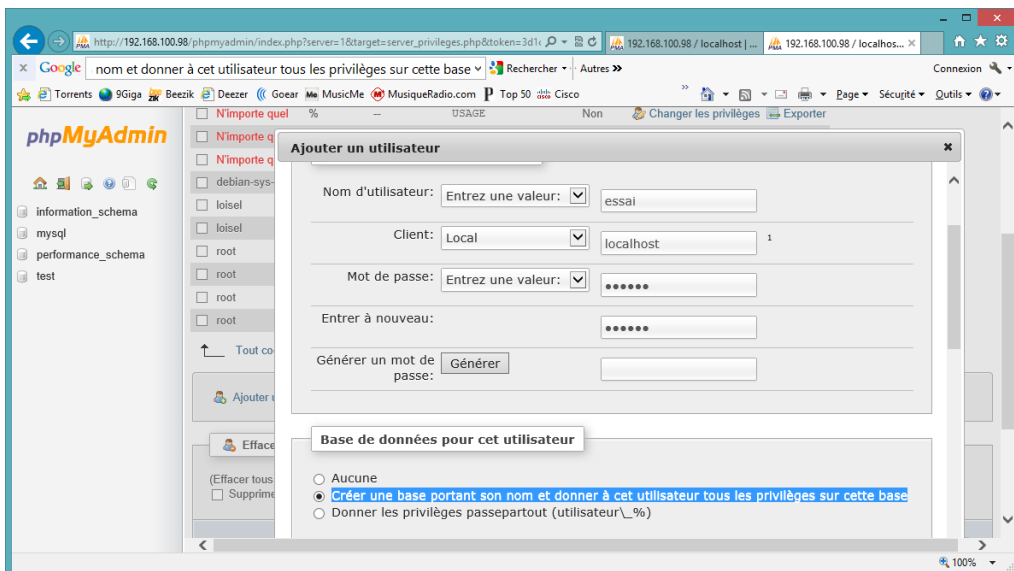 http://192.168.100.98/phpmyadmin/index.php?server=1&target=server_privileges.php&token=3d1
192.168.100.98 / localhost | ...
192.168.100.98 / localhos...
Google
nom et donner à cet utilisateur tous les privilèges sur cette base
Rechercher
Autres »
Connexion
Torrents
9Giga
Beezik
Deezer
Goear
MusicMe
MusiqueRadio.com
Top 50
Cisco
Page
Sécurité
Outils
phpMyAdmin
information_schema
mysql
performance_schema
test
N'importe quel % -- USAGE Non Changer les privilèges Exporter
N'importe q
N'importe q
debian-sys-
loisel
loisel
root
root
root
root
Tout co
Ajouter u
Efface
(Effacer tous
Supprime
Ajouter un utilisateur
Nom d'utilisateur: Entrez une valeur: essai
Client: Local localhost 1
Mot de passe: Entrez une valeur: ••••••
Entrer à nouveau: ••••••
Générer un mot de
passe:
Générer
Base de données pour cet utilisateur
Aucune
Créer une base portant son nom et donner à cet utilisateur tous les privilèges sur cette base
Donner les privilèges passepartout (utilisateur\_%)
100%